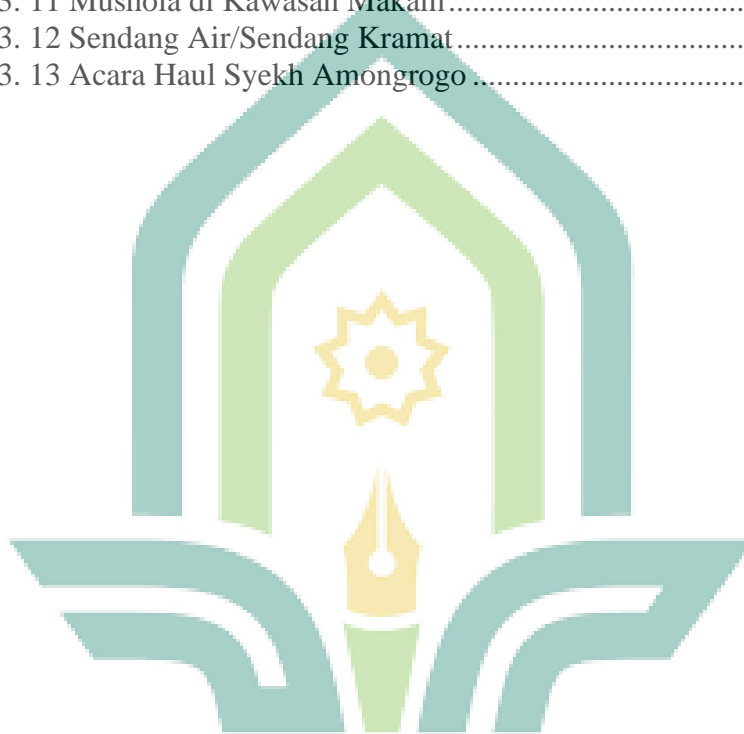 3. 11 Mushola di Kawasan Makam........................................
3. 12 Sendang Air/Sendang Kramat.......................................
3. 13 Acara Haul Syekh Amongrogo.....................................